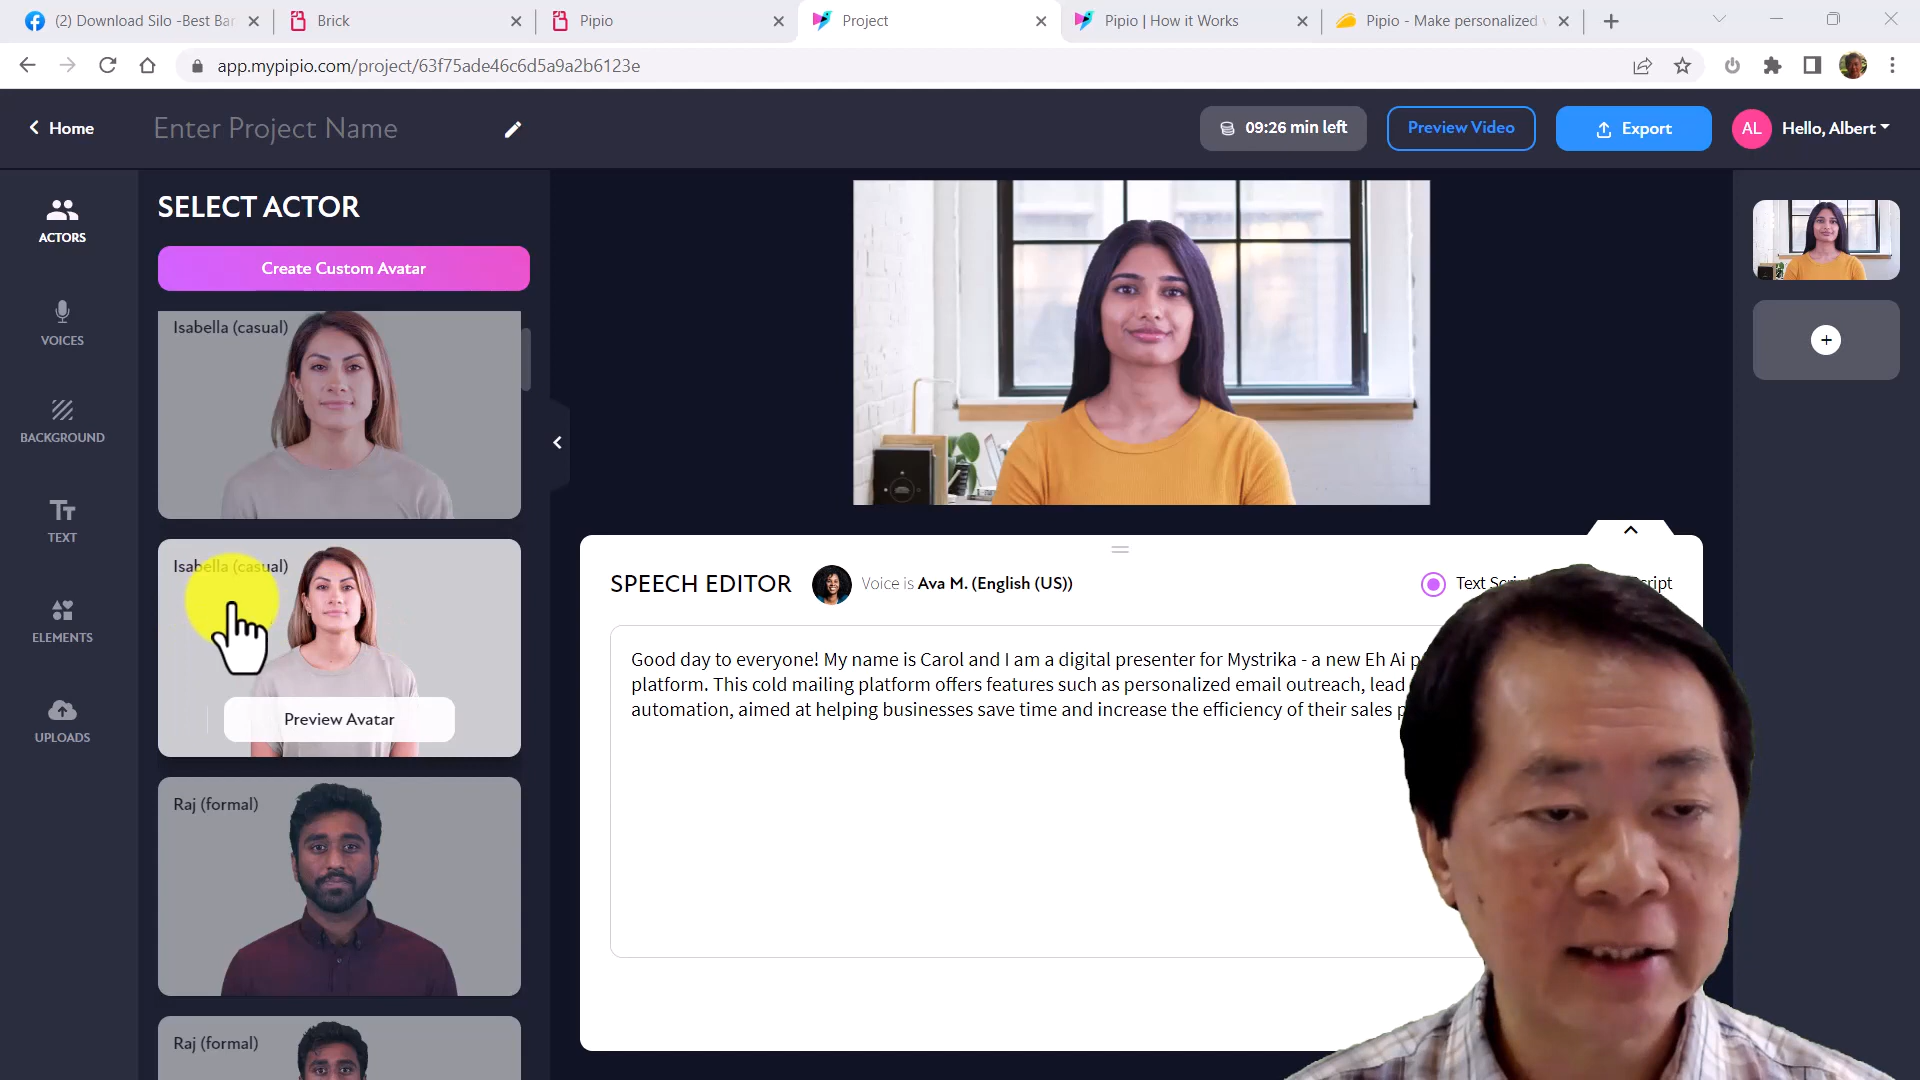 (2) Download Silo -Best Bar
Brick
Pipio
Project
Pipio | How it Works
Pipio - Make personalized
app.mypipio.com/project/63f75ade46c6d5a9a2b6123e
Home
Enter Project Name
09:26 min left
Preview Video
Export
AL
Hello, Albert
ACTORS
VOICES
BACKGROUND
TEXT
ELEMENTS
UPLOADS
SELECT ACTOR
Create Custom Avatar
Isabella (casual)
Isabella (casual)
Preview Avatar
Raj (formal)
Raj (formal)
SPEECH EDITOR
Voice is Ava M. (English (US))
Text
Good day to everyone! My name is Carol and I am a digital presenter for Mystrika - a new Eh Ai
platform. This cold mailing platform offers features such as personalized email outreach, lead
automation, aimed at helping businesses save time and increase the efficiency of their sales